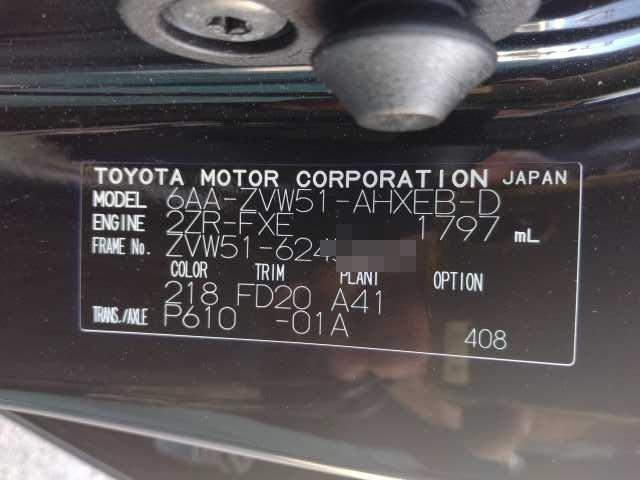 TOYOTA MOTOR CORPORATION JAPAN
MODEL 6AA-ZVW51-AHXEB-D
ENGINE 2ZR-FXE 1797 mL
FRAME No. ZVW51-624
COLOR TRIM PLANT OPTION
218 FD20 A41
TRANS./AXLE P610 -01A
408